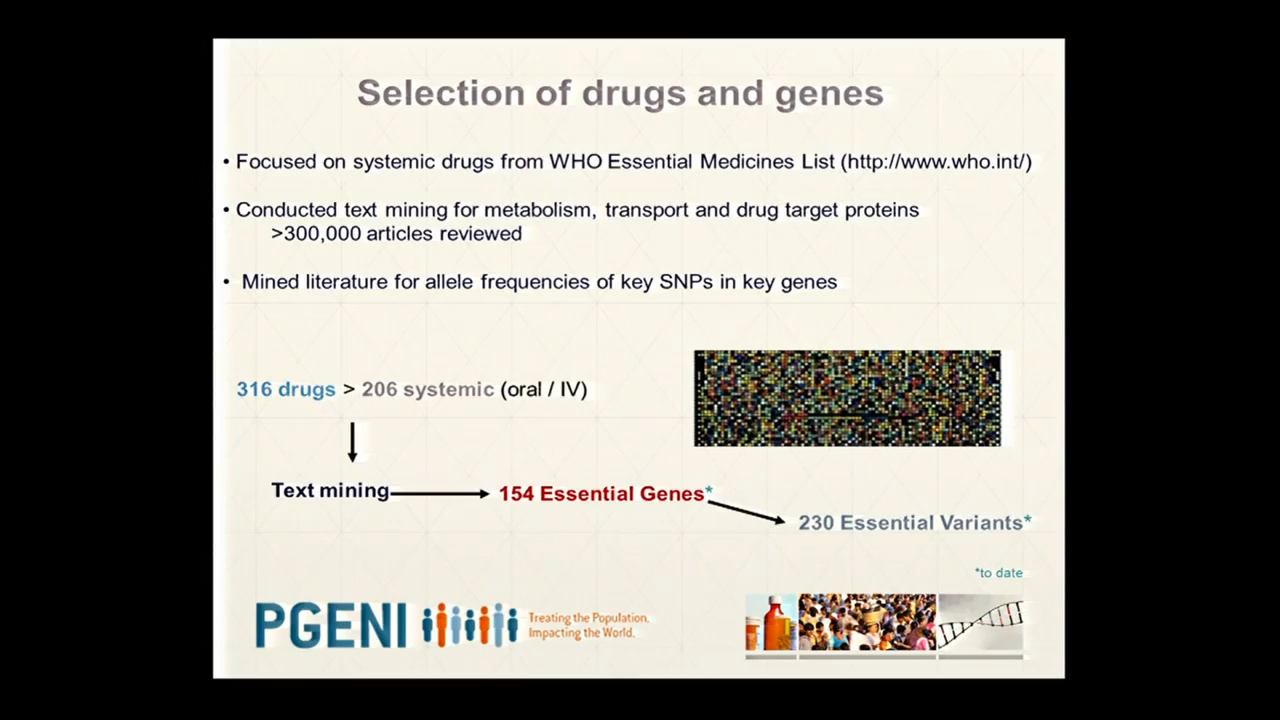 Selection of drugs and genes
• Focused on systemic drugs from WHO Essential Medicines List (http://www.who.int/)
• Conducted text mining for metabolism, transport and drug target proteins
>300,000 articles reviewed
• Mined literature for allele frequencies of key SNPs in key genes
316 drugs > 206 systemic (oral / IV)
Text mining
154 Essential Genes*
230 Essential Variants*
*to date
PGENI
Treating the Population.
Impacting the World.